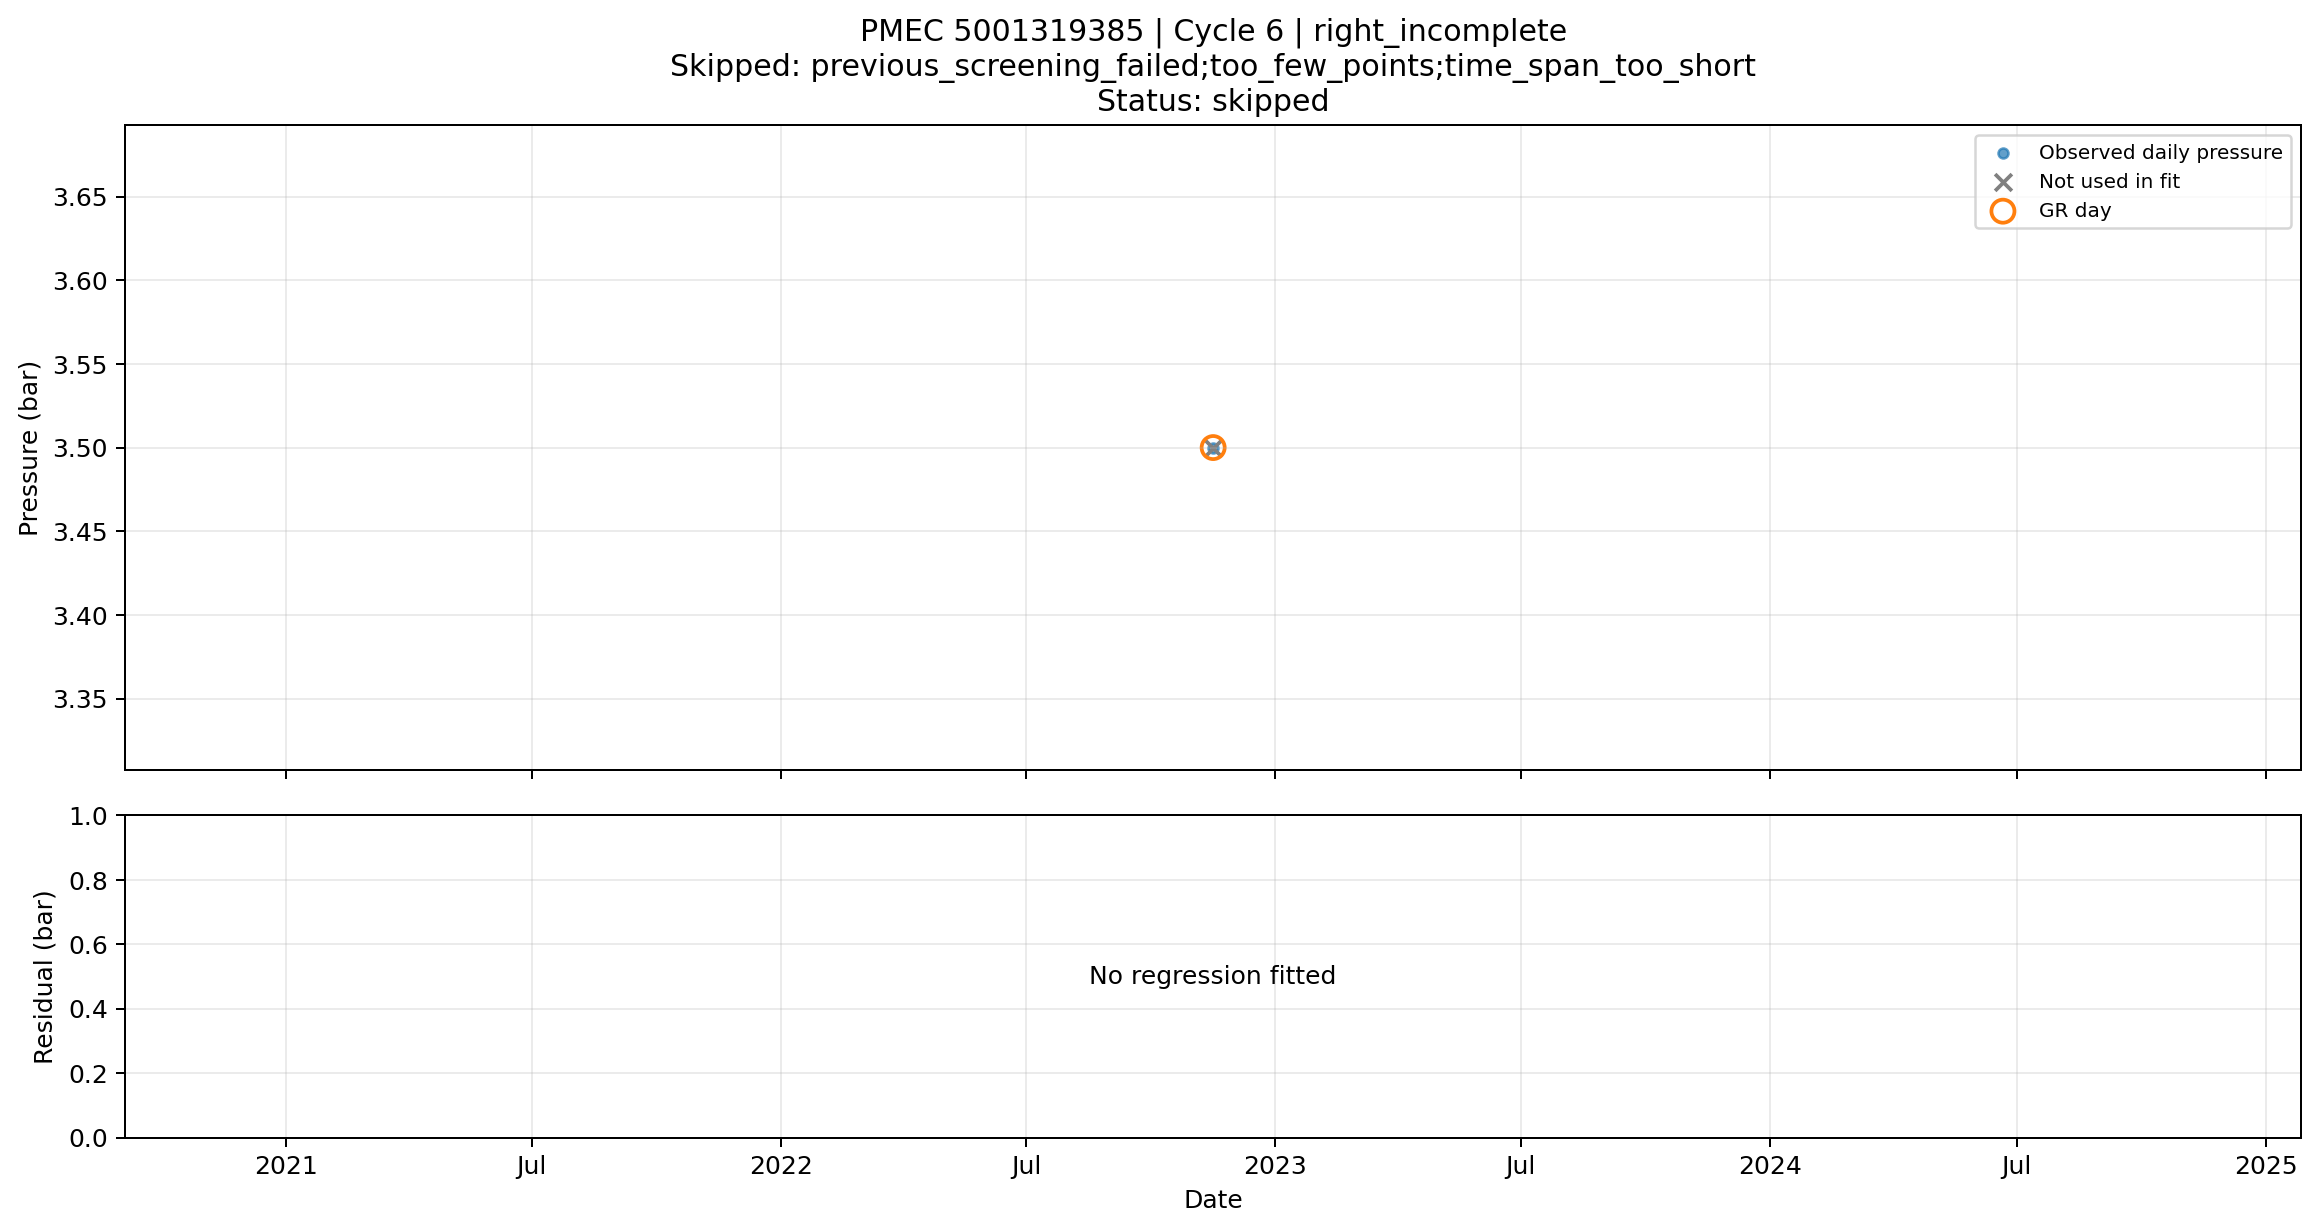 PMEC 5001319385 | Cycle 6 | right_incomplete
Skipped: previous_screening_failed;too_few_points;time_span_too_short
Status: skipped
Observed daily pressure
Not used in fit
GR day
Pressure (bar)
3.65
3.60
3.55
3.50
3.45
3.40
3.35
Residual (bar)
1.0
0.8
0.6
0.4
0.2
0.0
No regression fitted
2021
Jul
2022
Jul
2023
Jul
2024
Jul
2025
Date